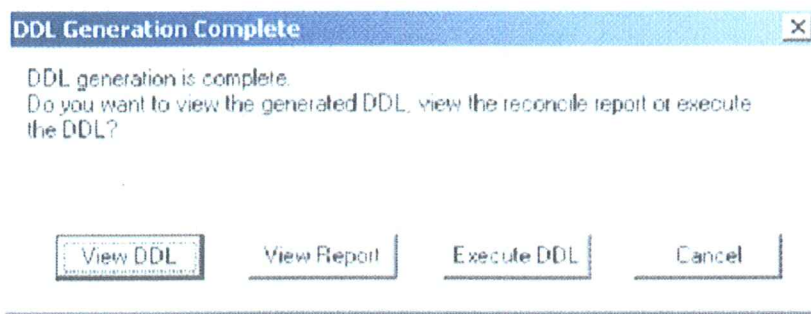 DDL Generation Complete
DDL generation is complete.
Do you want to view the generated DDL, view the reconcile report or execute
the DDL?
View DDL View Report Execute DDL Cancel